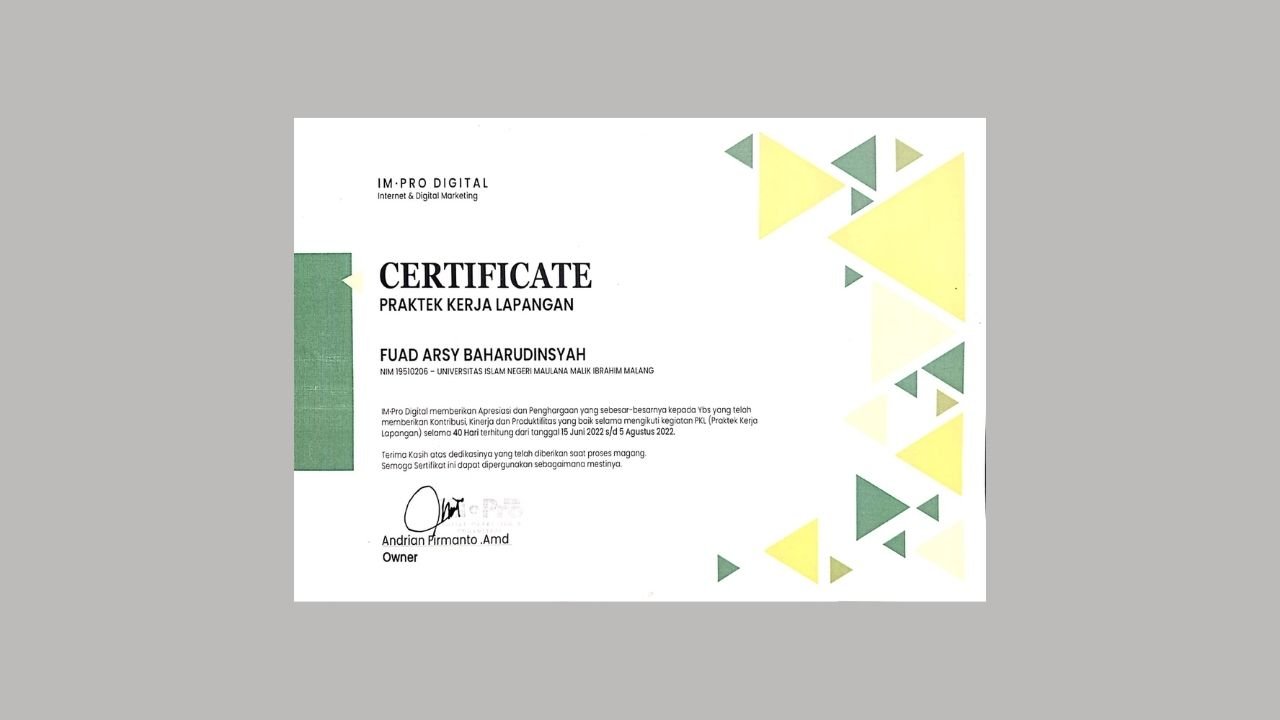 IM·PRO DIGITAL
Internet & Digital Marketing
CERTIFICATE
PRAKTEK KERJA LAPANGAN
FUAD ARSY BAHARUDINSYAH
NIM 19510206 – UNIVERSITAS ISLAM NEGERI MAULANA MALIK IBRAHIM MALANG
IM·Pro Digital memberikan Apresiasi dan Penghargaan yang sebesar-besarnya kepada Ybs yang telah
memberikan Kontribusi, Kinerja dan Produktifitas yang baik selama mengikuti kegiatan PKL (Praktek Kerja
Lapangan) selama 40 Hari terhitung dari tanggal 15 Juni 2022 s/d 5 Agustus 2022.
Terima Kasih atas dedikasinya yang telah diberikan saat proses magang.
Semoga Sertifikat ini dapat dipergunakan sebagaimana mestinya.
Pro
Andrian Pirmanto .Amd
Owner